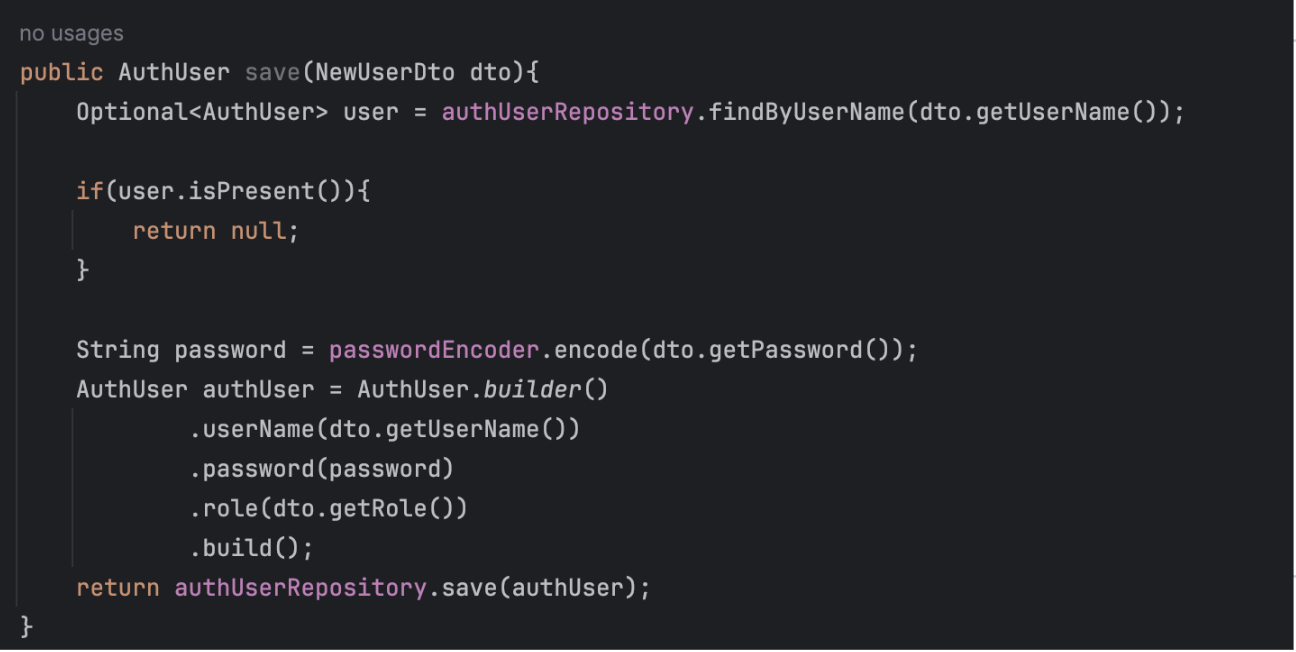 no usages
public AuthUser save(NewUserDto dto){
Optional<AuthUser> user = authUserRepository.findByUserName(dto.getUserName());
if(user.isPresent()){
return null;
}
String password = passwordEncoder.encode(dto.getPassword());
AuthUser authUser = AuthUser.builder()
.userName(dto.getUserName())
.password(password)
.role(dto.getRole())
.build();
return authUserRepository.save(authUser);
}